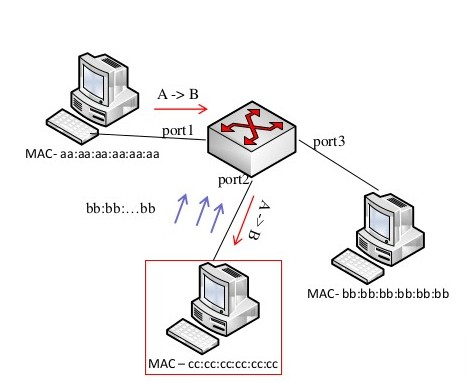 A -> B
port1
port3
MAC- aa:aa:aa:aa:aa:aa
port2
bb:bb:…bb
A -> B
MAC- bb:bb:bb:bb:bb:bb
MAC – cc:cc:cc:cc:cc:cc